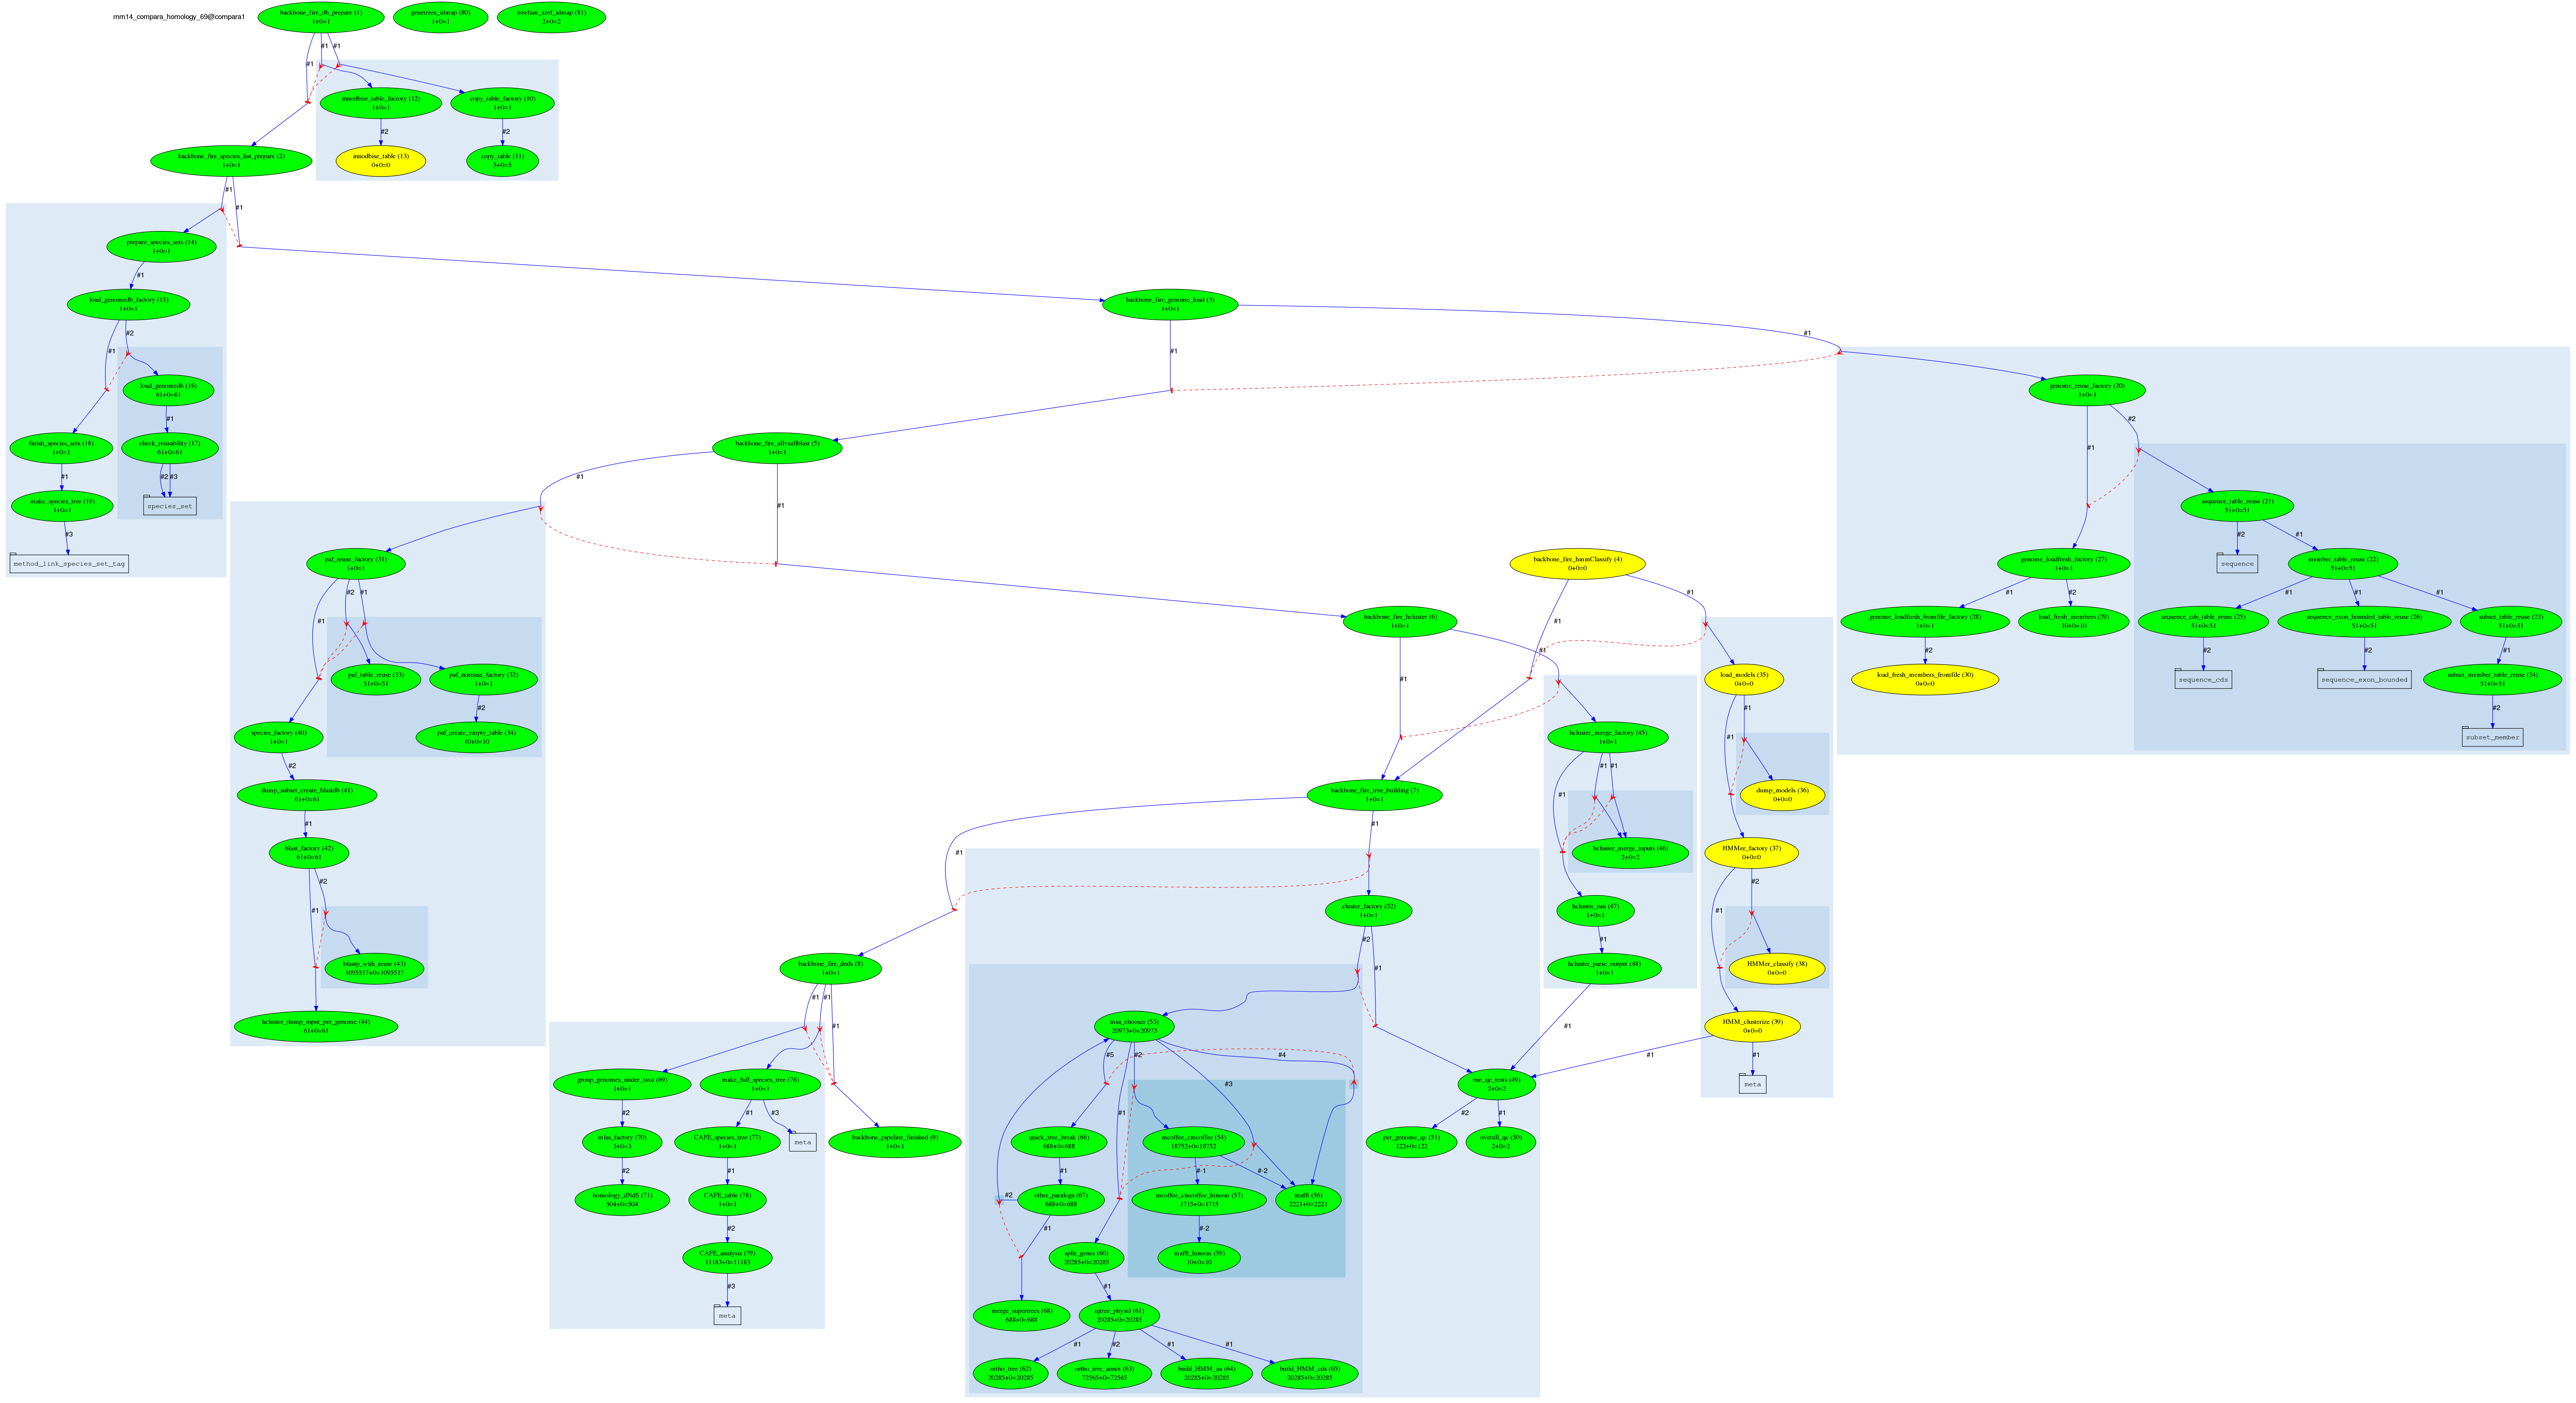 mm14_compara_homology_69@compara1
backbone_fire_db_prepare (1)
1+0=1
genetrees_idmap (80)
1+0=1
treefam_xref_idmap (81)
2+0=2
#1
#1
#1
innodbise_table_factory (12)
1+0=1
copy_table_factory (10)
1+0=1
#2
#2
backbone_fire_species_list_prepare (2)
1+0=1
innodbise_table (13)
0+0=0
copy_table (11)
5+0=5
#1
#1
prepare_species_sets (14)
1+0=1
#1
load_genomedb_factory (15)
1+0=1
backbone_fire_genome_load (3)
1+0=1
#2
#1
#1
#1
load_genomedb (16)
61+0=61
#1
genome_reuse_factory (20)
1+0=1
#2
#1
finish_species_sets (18)
1+0=1
check_reusability (17)
61+0=61
backbone_fire_allvsallblast (5)
1+0=1
#1
#2
#3
#1
#1
make_species_tree (19)
1+0=1
species_set
sequence_table_reuse (21)
51+0=51
#3
#2
#1
method_link_species_set_tag
paf_reuse_factory (31)
1+0=1
backbone_fire_hmmClassify (4)
0+0=0
genome_loadfresh_factory (27)
1+0=1
sequence
member_table_reuse (22)
51+0=51
#2
#1
#1
#1
#1
#1
#2
#1
#1
#1
backbone_fire_hcluster (6)
1+0=1
genome_loadfresh_fromfile_factory (28)
1+0=1
load_fresh_members (29)
10+0=10
sequence_cds_table_reuse (25)
51+0=51
sequence_exon_bounded_table_reuse (26)
51+0=51
subset_table_reuse (23)
51+0=51
#1
#1
#2
#2
#2
#1
paf_table_reuse (33)
51+0=51
paf_noreuse_factory (32)
1+0=1
load_models (35)
0+0=0
load_fresh_members_fromfile (30)
0+0=0
sequence_cds
sequence_exon_bounded
subset_member_table_reuse (24)
51+0=51
#2
#1
#1
#2
species_factory (40)
1+0=1
paf_create_empty_table (34)
10+0=10
hcluster_merge_factory (45)
1+0=1
subset_member
#2
#1
#1
#1
dump_subset_create_blastdb (41)
61+0=61
backbone_fire_tree_building (7)
1+0=1
dump_models (36)
0+0=0
#1
#1
#1
blast_factory (42)
61+0=61
hcluster_merge_inputs (46)
2+0=2
HMMer_factory (37)
0+0=0
#2
#1
#2
#1
cluster_factory (52)
1+0=1
hcluster_run (47)
1+0=1
#2
#1
#1
blastp_with_reuse (43)
1095517+0=1095517
backbone_fire_dnds (8)
1+0=1
hcluster_parse_output (48)
1+0=1
HMMer_classify (38)
0+0=0
#1
#1
#1
#1
hcluster_dump_input_per_genome (44)
61+0=61
msa_chooser (53)
20973+0=20973
HMM_clusterize (39)
0+0=0
#5
#2
#4
#3
#1
#1
#1
group_genomes_under_taxa (69)
1+0=1
make_full_species_tree (76)
1+0=1
run_qc_tests (49)
2+0=2
meta
#2
#1
#3
#1
#2
#1
mlss_factory (70)
3+0=3
CAFE_species_tree (77)
1+0=1
meta
backbone_pipeline_finished (9)
1+0=1
quick_tree_break (66)
688+0=688
mcoffee_cmcoffee (54)
18752+0=18752
per_genome_qc (51)
122+0=122
overall_qc (50)
2+0=2
#2
#1
#1
#-1
#-2
homology_dNdS (71)
504+0=504
CAFE_table (78)
1+0=1
#2
other_paralogs (67)
688+0=688
mcoffee_cmcoffee_himem (57)
1715+0=1715
mafft (56)
2221+0=2221
#2
#1
#-2
CAFE_analysis (79)
11183+0=11183
split_genes (60)
20285+0=20285
mafft_himem (59)
10+0=10
#3
#1
meta
merge_supertrees (68)
688+0=688
njtree_phyml (61)
20285+0=20285
#1
#2
#1
#1
ortho_tree (62)
20285+0=20285
ortho_tree_annot (63)
72565+0=72565
build_HMM_aa (64)
20285+0=20285
build_HMM_cds (65)
20285+0=20285